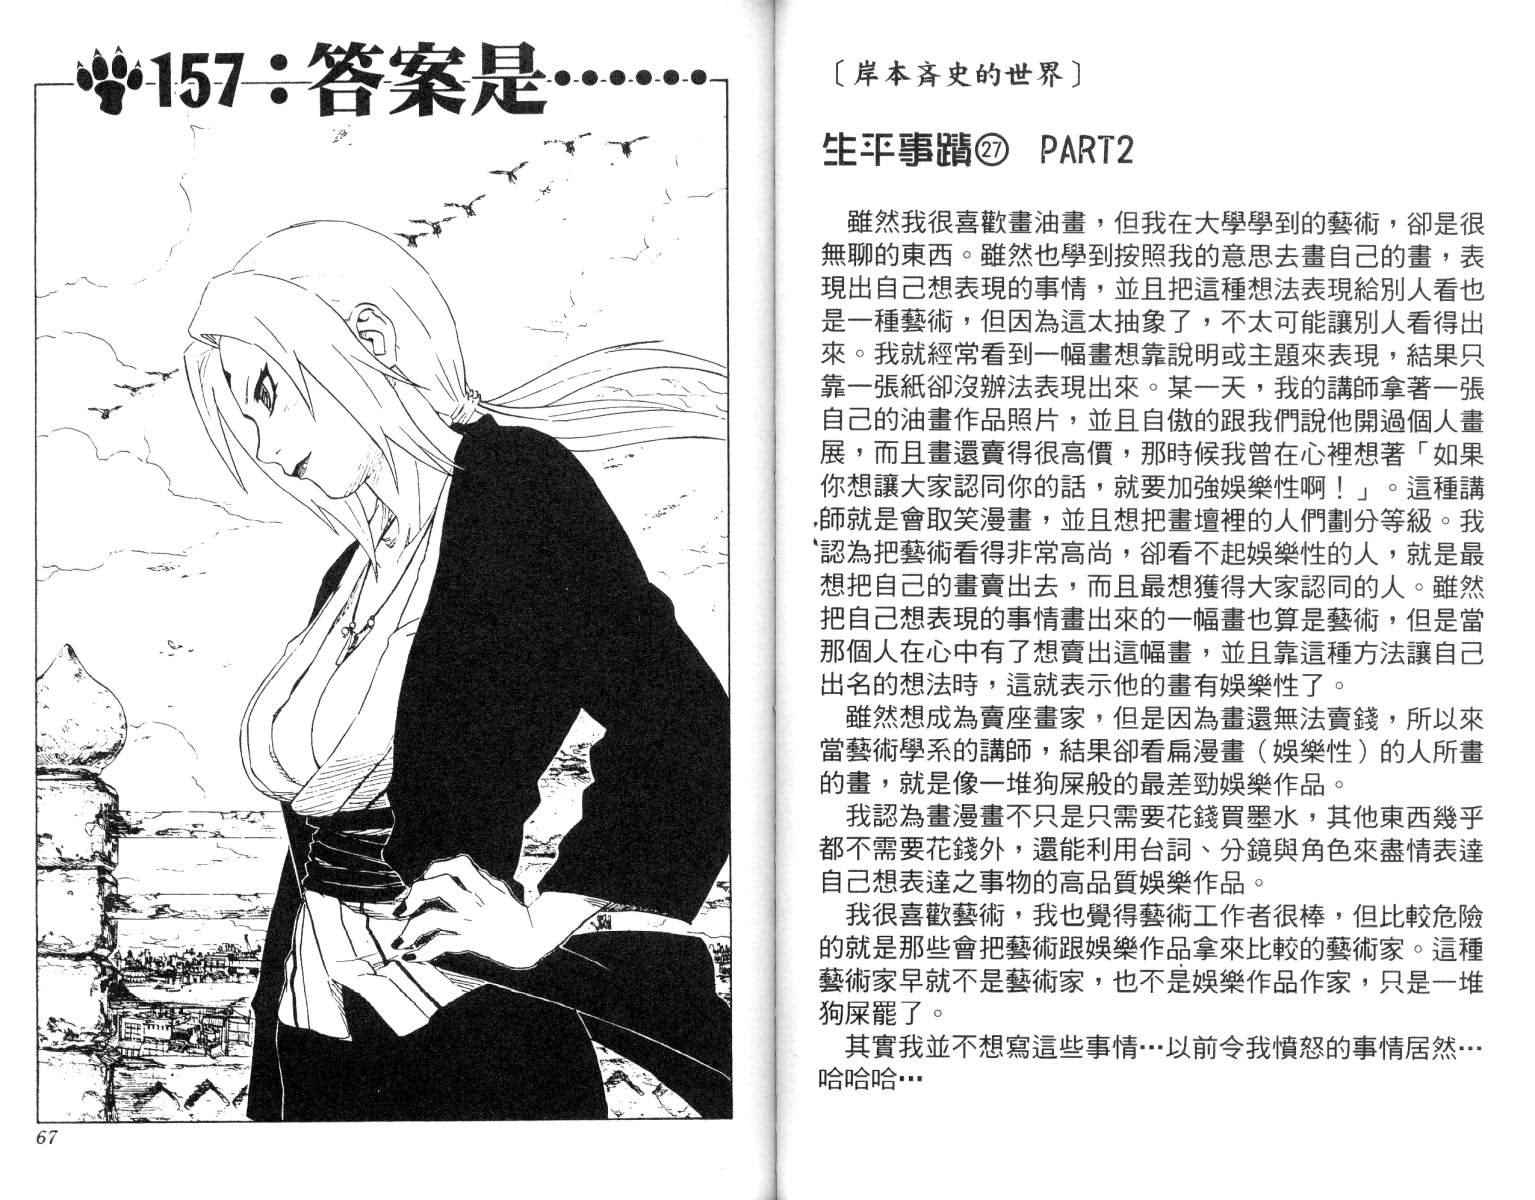 157：答案是……
67
〔岸本斉史的世界〕
生平事蹟㉗ PART2
雖然我很喜歡畫油畫，但我在大學學到的藝術，卻是很
無聊的東西。雖然也學到按照我的意思去畫自己的畫，表
現出自己想表現的事情，並且把這種想法表現給別人看也
是一種藝術，但因為這太抽象了，不太可能讓別人看得出
來。我就經常看到一幅畫想靠說明或主題來表現，結果只
靠一張紙卻沒辦法表現出來。某一天，我的講師拿著一張
自己的油畫作品照片，並且自傲的跟我們說他開過個人畫
展，而且畫還賣得很高價，那時候我曾在心裡想著「如果
你想讓大家認同你的話，就要加強娛樂性啊！」。這種講
師就是會取笑漫畫，並且想把畫壇裡的人們劃分等級。我
認為把藝術看得非常高尚，卻看不起娛樂性的人，就是最
想把自己的畫賣出去，而且最想獲得大家認同的人。雖然
把自己想表現的事情畫出來的一幅畫也算是藝術，但是當
那個人在心中有了想賣出這幅畫，並且靠這種方法讓自己
出名的想法時，這就表示他的畫有娛樂性了。
雖然想成為賣座畫家，但是因為畫還無法賣錢，所以來
當藝術學系的講師，結果卻看扁漫畫（娛樂性）的人所畫
的畫，就是像一堆狗屎般的最差勁娛樂作品。
我認為畫漫畫不只是只需要花錢買墨水，其他東西幾乎
都不需要花錢外，還能利用台詞、分鏡與角色來盡情表達
自己想表達之事物的高品質娛樂作品。
我很喜歡藝術，我也覺得藝術工作者很棒，但比較危險
的就是那些會把藝術跟娛樂作品拿來比較的藝術家。這種
藝術家早就不是藝術家，也不是娛樂作品作家，只是一堆
狗屎罷了。
其實我並不想寫這些事情…以前令我憤怒的事情居然…
哈哈哈…